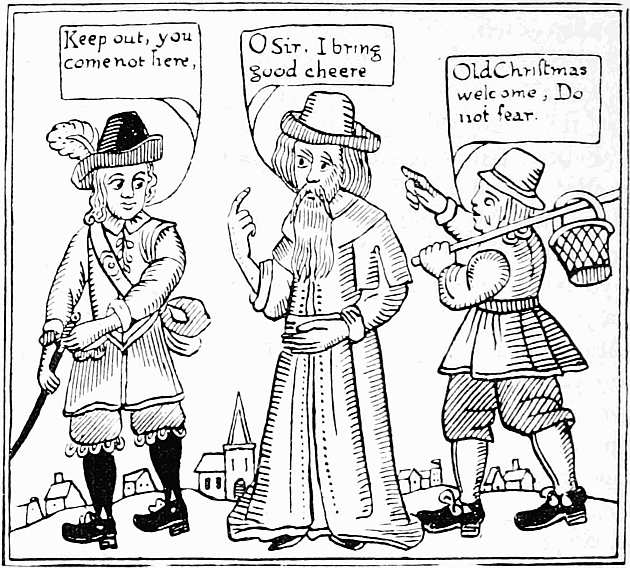 Keep out, you
come not here,
O Sir, I bring
good cheere
Old Christmas
welcome; Do
not fear.